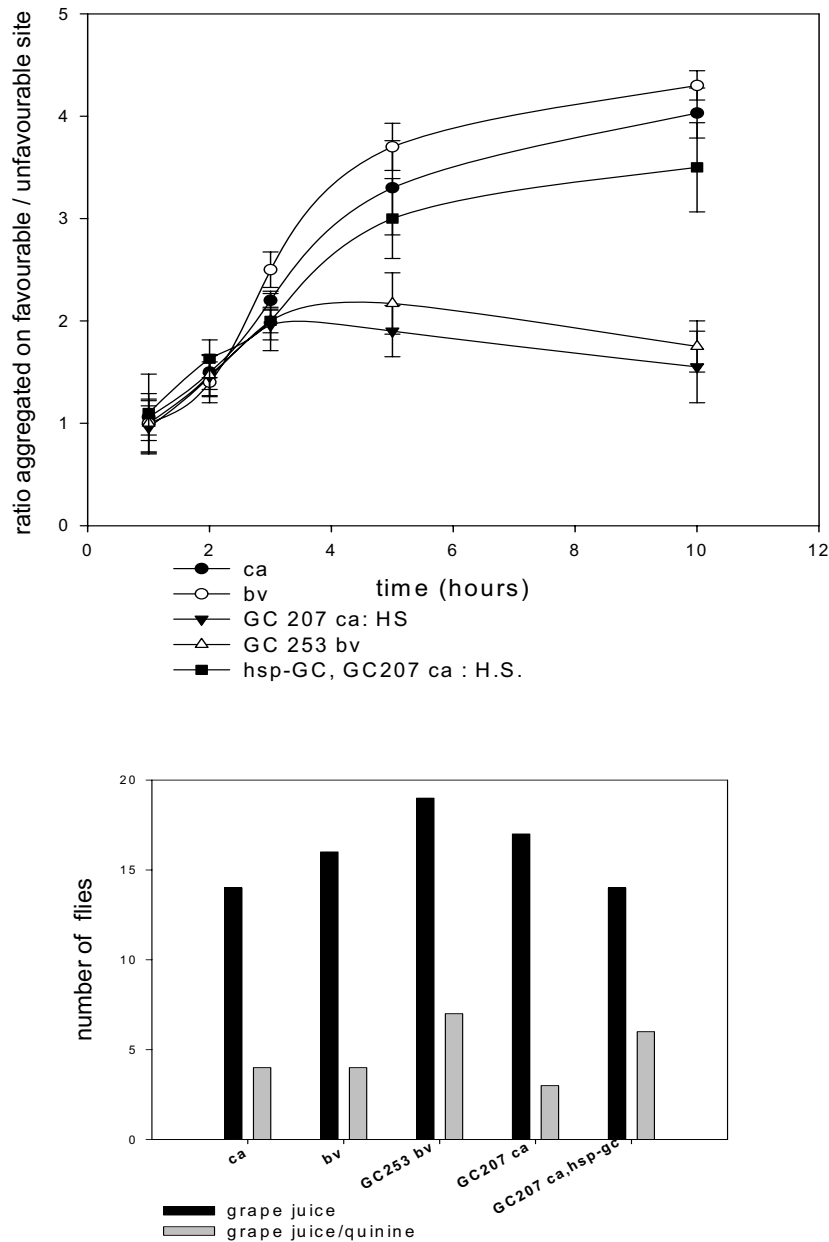 5
4
3
2
1
0
ratio aggregated on favourable / unfavourable site
0 2 4 6 8 10 12
time (hours)
ca
bv
GC 207 ca: HS
GC 253 bv
hsp-GC, GC207 ca : H.S.
20
15
10
5
0
number of flies
ca
bv
GC253 bv
GC207 ca
GC207 ca,hsp-gc
grape juice
grape juice/quinine